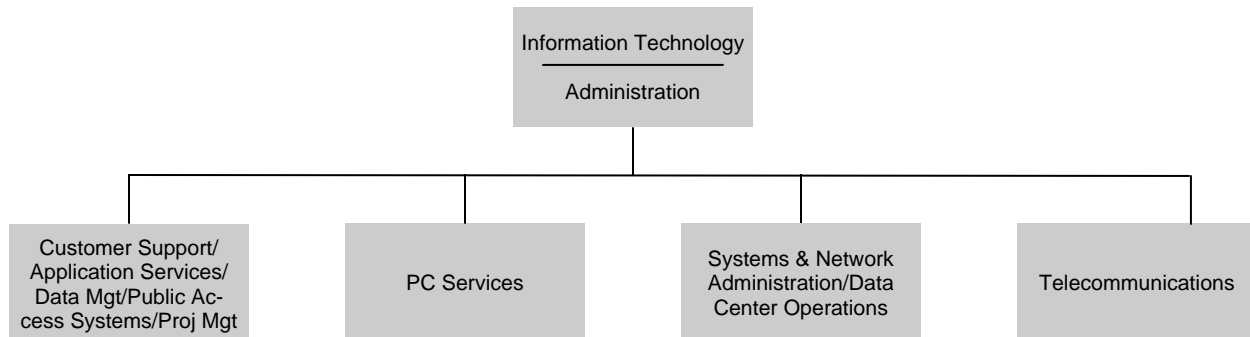 Information Technology
Administration
Customer Support/
Application Services/
Data Mgt/Public Ac-
cess Systems/Proj Mgt
PC Services
Systems & Network
Administration/Data
Center Operations
Telecommunications